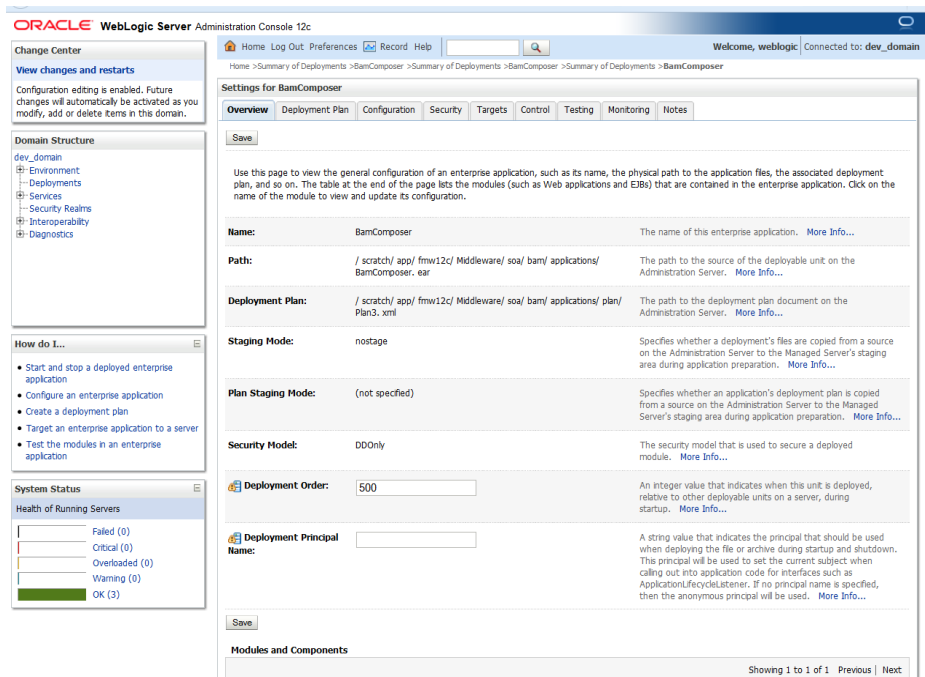 ORACLE WebLogic Server Administration Console 12c
Change Center
View changes and restarts
Configuration editing is enabled. Future
changes will automatically be activated as you
modify, add or delete items in this domain.
Domain Structure
dev_domain
Environment
Deployments
Services
Security Realms
Interoperability
Diagnostics
How do I...
Start and stop a deployed enterprise
application
Configure an enterprise application
Create a deployment plan
Target an enterprise application to a server
Test the modules in an enterprise
application
System Status
Health of Running Servers
Failed (0)
Critical (0)
Overloaded (0)
Warning (0)
OK (3)
Home Log Out Preferences Record Help
Welcome, weblogic Connected to: dev_domain
Home >Summary of Deployments >BamComposer >Summary of Deployments >BamComposer >Summary of Deployments >BamComposer
Settings for BamComposer
Overview Deployment Plan Configuration Security Targets Control Testing Monitoring Notes
Save
Use this page to view the general configuration of an enterprise application, such as its name, the physical path to the application files, the associated deployment
plan, and so on. The table at the end of the page lists the modules (such as Web applications and EJBs) that are contained in the enterprise application. Click on the
name of the module to view and update its configuration.
Name: BamComposer The name of this enterprise application. More Info...
Path: / scratch/ app/ fmw12c/ Middleware/ soa/ bam/ applications/ The path to the source of the deployable unit on the
BamComposer. ear Administration Server. More Info...
Deployment Plan: / scratch/ app/ fmw12c/ Middleware/ soa/ bam/ applications/ plan/ The path to the deployment plan document on the
Plan3. xml Administration Server. More Info...
Staging Mode: nostage Specifies whether a deployment's files are copied from a source
on the Administration Server to the Managed Server's staging
area during application preparation. More Info...
Plan Staging Mode: (not specified) Specifies whether an application's deployment plan is copied
from a source on the Administration Server to the Managed
Server's staging area during application preparation. More Info...
Security Model: DDOnly The security model that is used to secure a deployed
module. More Info...
Deployment Order: 500 An integer value that indicates when this unit is deployed,
relative to other deployable units on a server, during
startup. More Info...
Deployment Principal A string value that indicates the principal that should be used
Name: when deploying the file or archive during startup and shutdown.
This principal will be used to set the current subject when
calling out into application code for interfaces such as
ApplicationLifecycleListener. If no principal name is specified,
then the anonymous principal will be used. More Info...
Save
Modules and Components
Showing 1 to 1 of 1 Previous | Next